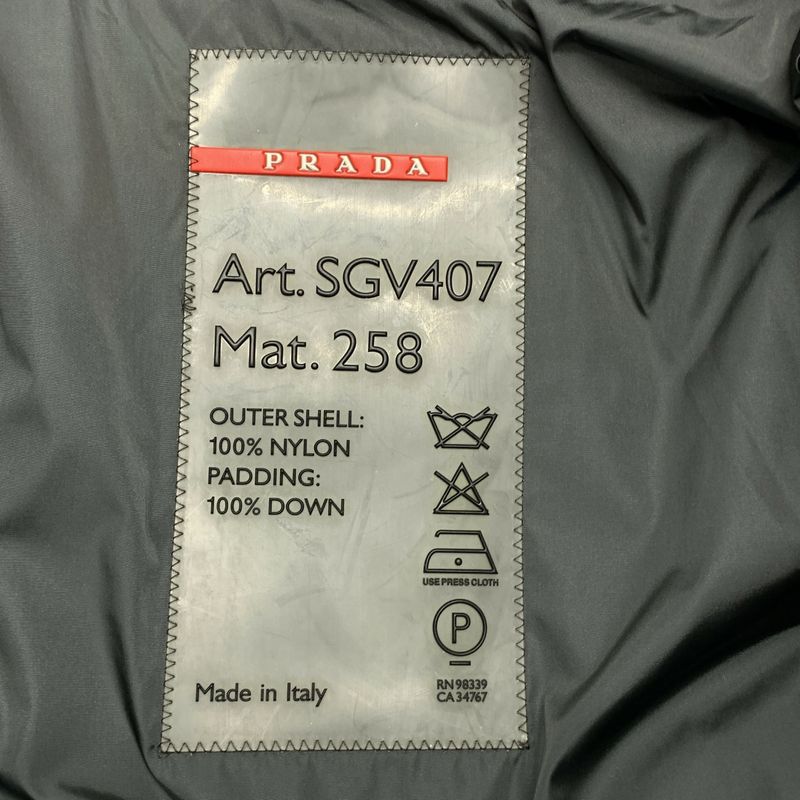 PRADA
Art. SGV407
Mat. 258
OUTER SHELL:
100% NYLON
PADDING:
100% DOWN
USE PRESS CLOTH
P
Made in Italy
RN 98339
CA 34767